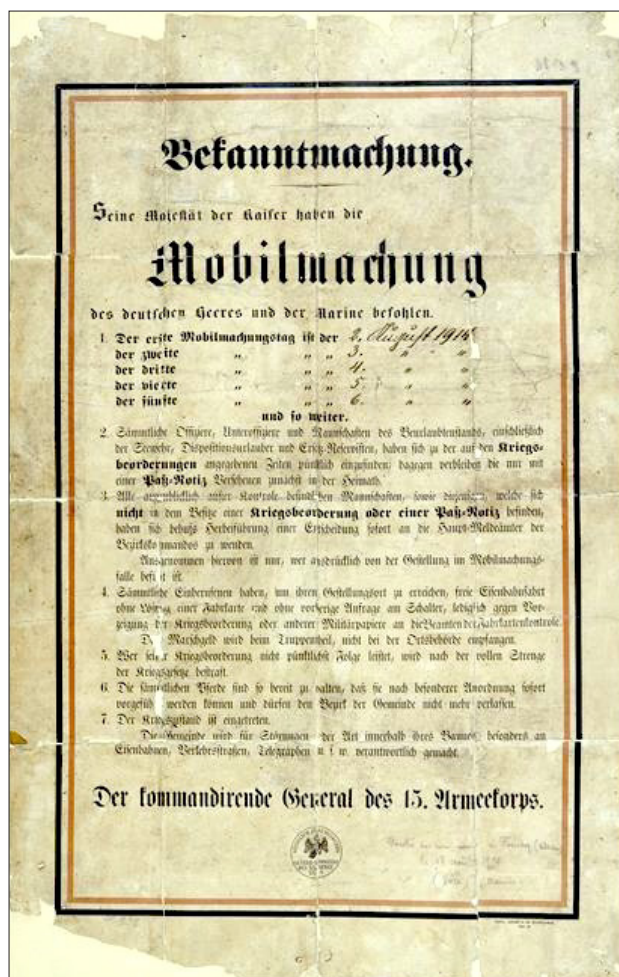 Bekanntmachung.
Seine Majestät der Kaiser haben die
Mobilmachung
des deutschen Heeres und der Marine befohlen.
1. Der erste Mobilmachungstag ist der 2. August 1914
der zweite „ „ „ 3. „ „
der dritte „ „ „ 4. „ „
der vierte „ „ „ 5. „ „
der fünfte „ „ „ 6. „ „
und so weiter.
2. Sämmtliche Offiziere, Unteroffiziere und Mannschaften des Beurlaubtenstands, einschließlich
der Seewehr, Dispositionsurlauber und Ersatz-Reservisten, haben sich zu der auf den Kriegs-
beorderungen angegebenen Zeiten pünktlich einzufinden; dagegen verbleiben die nur mit
einer Paß-Notiz Versehenen zunächst in der Heimath.
3. Alle augenblicklich außer Kontrole befindlichen Mannschaften, sowie diejenigen, welche sich
nicht in dem Besitze einer Kriegsbeorderung oder einer Paß-Notiz befinden,
haben sich behufs Herbeiführung einer Entscheidung sofort an die Haupt-Meldeämter der
Bezirkskommandos zu wenden.
Ausgenommen hiervon ist nur, wer ausdrücklich von der Gestellung im Mobilmachungs-
falle befreit ist.
4. Sämmtliche Einberufenen haben, um ihren Gestellungsort zu erreichen, freie Eisenbahnfahrt
ohne Lösung einer Fahrkarte und ohne vorherige Anfrage am Schalter, lediglich gegen Vor-
zeigung der Kriegsbeorderung oder anderer Militärpapiere an die Beamten der Fahrkartenkontrole.
Das Marschgeld wird beim Truppentheil, nicht bei der Ortsbehörde empfangen.
5. Wer seiner Kriegsbeorderung nicht pünktlichst Folge leistet, wird nach der vollen Strenge
der Kriegsgesetze bestraft.
6. Die sämmtlichen Pferde sind so bereit zu halten, daß sie nach besonderer Anordnung sofort
vorgeführt werden können und dürfen den Bezirk der Gemeinde nicht mehr verlassen.
7. Der Kriegszustand ist eingetreten.
Die Gemeinde wird für Störungen der Art innerhalb ihres Bannes, besonders an
Eisenbahnen, Verkehrsstraßen, Telegraphen u. s. w. verantwortlich gemacht.
Der kommandirende General des 15. Armeekorps.